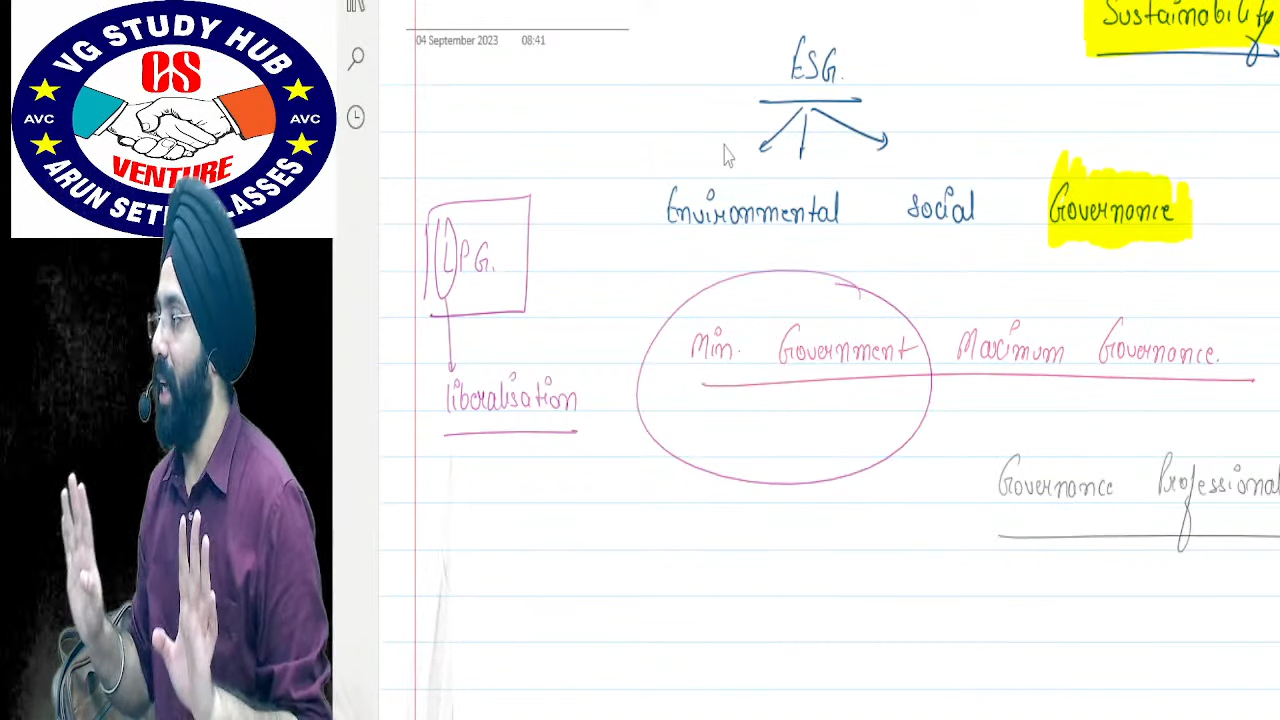 VG STUDY HUB
CS
AVC
AVC
VENTURE
ARUN SET
LASSES
04 September 2023 08:41
Sustainability
ESG.
Environmental Social Governance
LPG.
Min. Government Maximum Governance.
liberalisation
Governance Professional